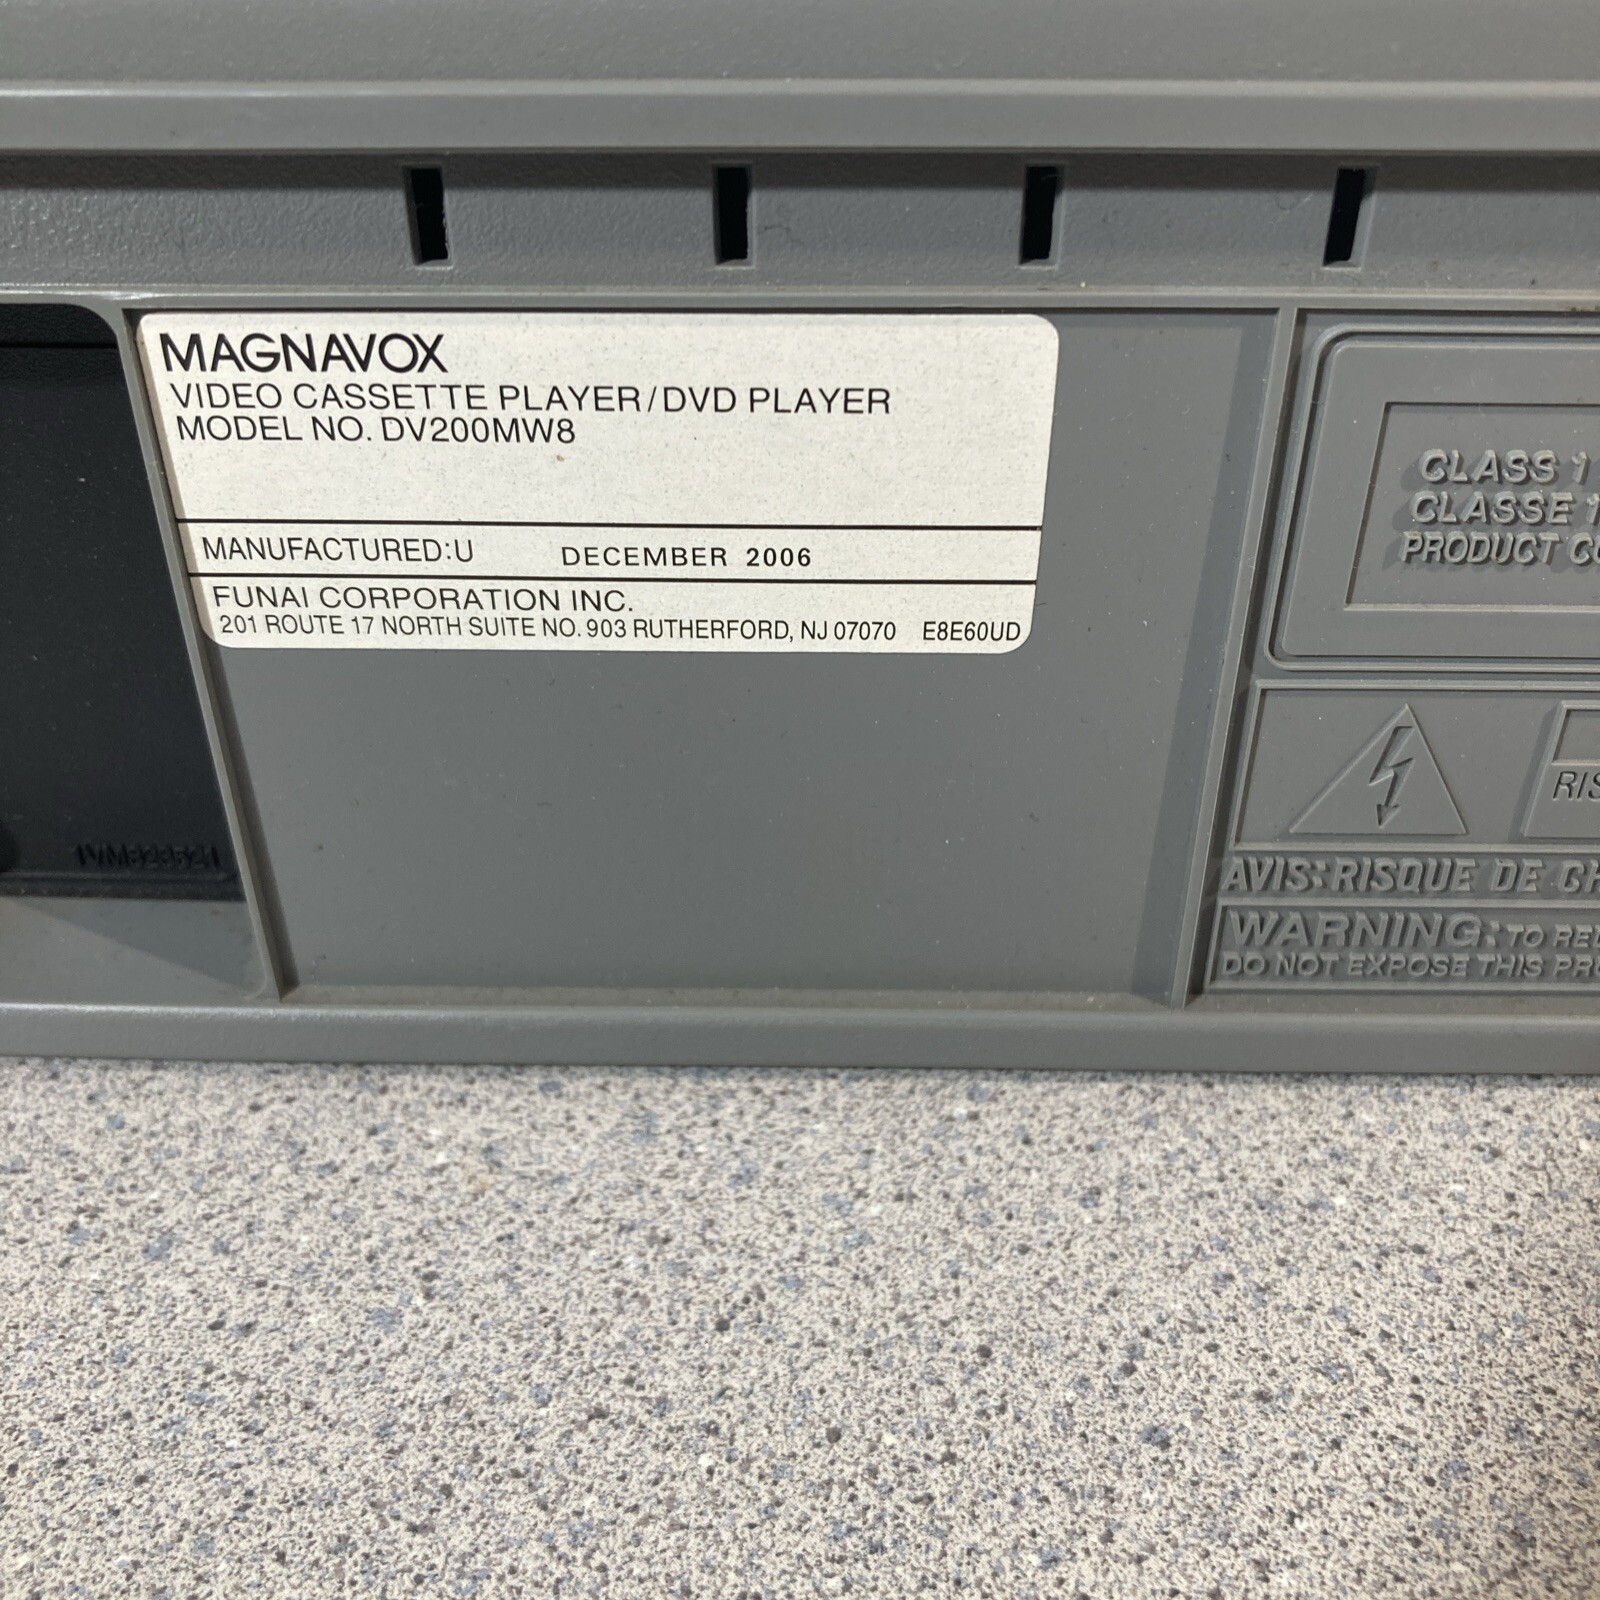 MAGNAVOX
VIDEO CASSETTE PLAYER/DVD PLAYER
MODEL NO. DV200MW8
MANUFACTURED:U DECEMBER 2006
FUNAI CORPORATION INC.
201 ROUTE 17 NORTH SUITE NO. 903 RUTHERFORD, NJ 07070 E8E60UD
CLASS 1
CLASSE 1
PRODUCT
AVIS: RISQUE DE
WARNING: TO
DO NOT EXPOSE THIS